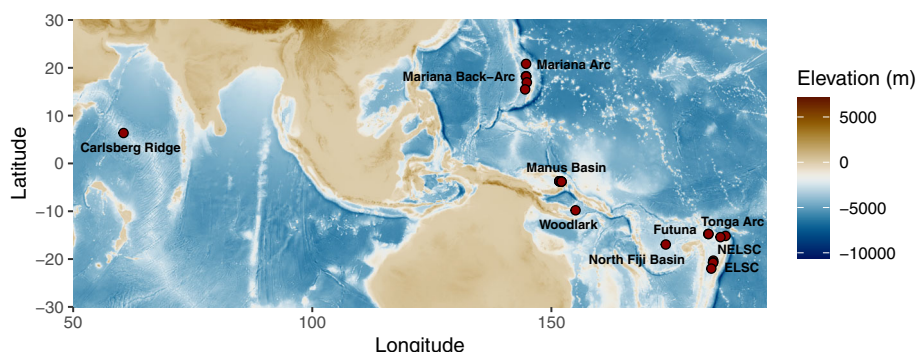 30
20
10
0
−10
−20
−30
Latitude
50
100
150
Longitude
Mariana Arc
Mariana Back−Arc
Carlsberg Ridge
Manus Basin
Woodlark
Futuna
Tonga Arc
NELSC
North Fiji Basin
ELSC
Elevation (m)
5000
0
−5000
−10000